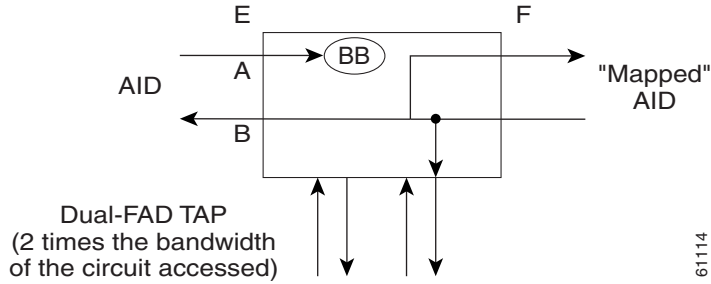 E
F
BB
A
AID
"Mapped"
AID
B
Dual-FAD TAP
(2 times the bandwidth
of the circuit accessed)
61114